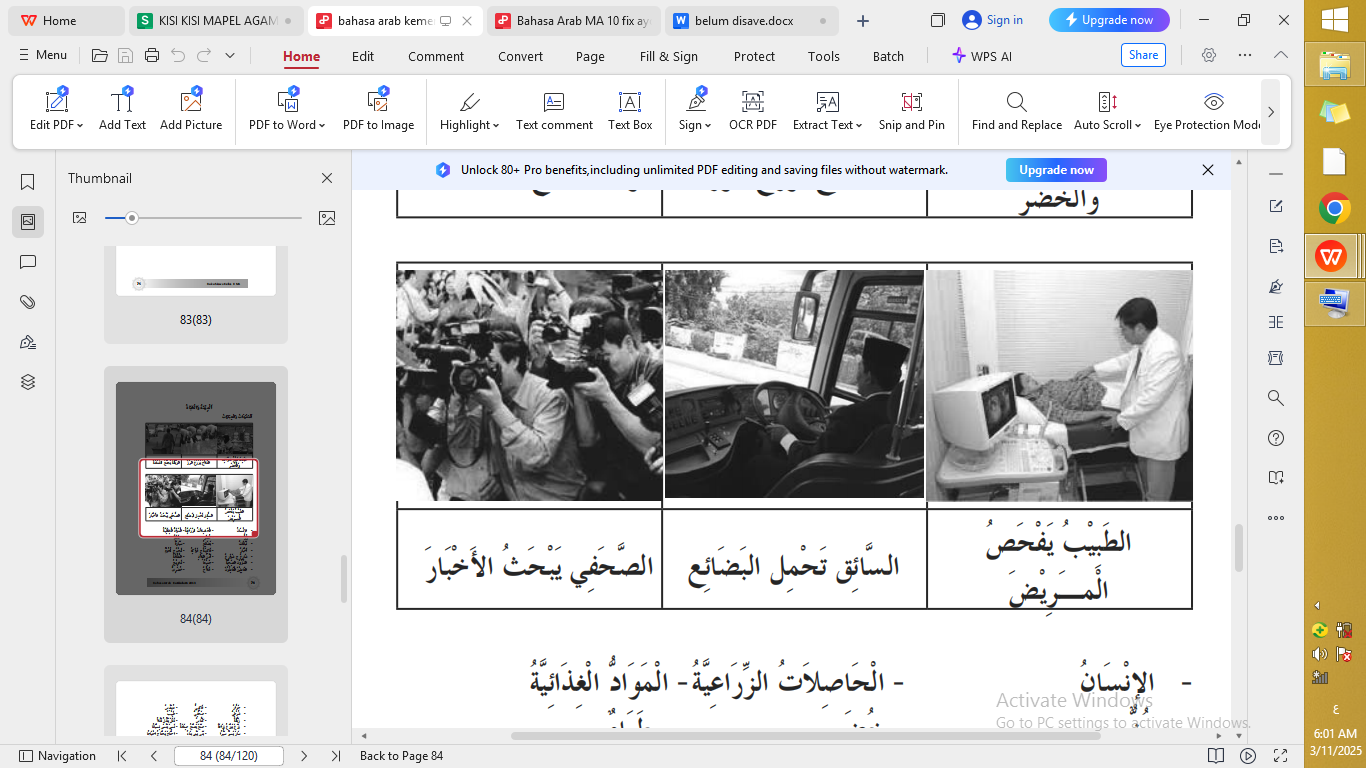 Home
KISI KISI MAPEL AGAM
bahasa arab keme
Bahasa Arab MA 10 fix ay
belum disave.docx
Sign in
Upgrade now
Menu
Home
Edit
Comment
Convert
Page
Fill & Sign
Protect
Tools
Batch
WPS AI
Share
Edit PDF
Add Text
Add Picture
PDF to Word
PDF to Image
Highlight
Text comment
Text Box
Sign
OCR PDF
Extract Text
Snip and Pin
Find and Replace
Auto Scroll
Eye Protection Mode
Unlock 80+ Pro benefits,including unlimited PDF editing and saving files without watermark.
Upgrade now
Thumbnail
83(83)
84(84)
والخضر
الطَبِيْبُ يَفْحَصُ
الْمَرِيْضَ
السَّائِق تَحْمِل البَضَائِع
الصَّحَفِي يَبْحَثُ الأَخْبَارَ
- الإِنْسَانُ
- الْحَاصِلَاتُ الزِّرَاعِيَّةُ - الْمَوَادُّ الْغِذَائِيَّةُ
Activate Windows
Go to PC settings to activate Windows.
Navigation
84 (84/120)
Back to Page 84
ع
6:01 AM
3/11/2025